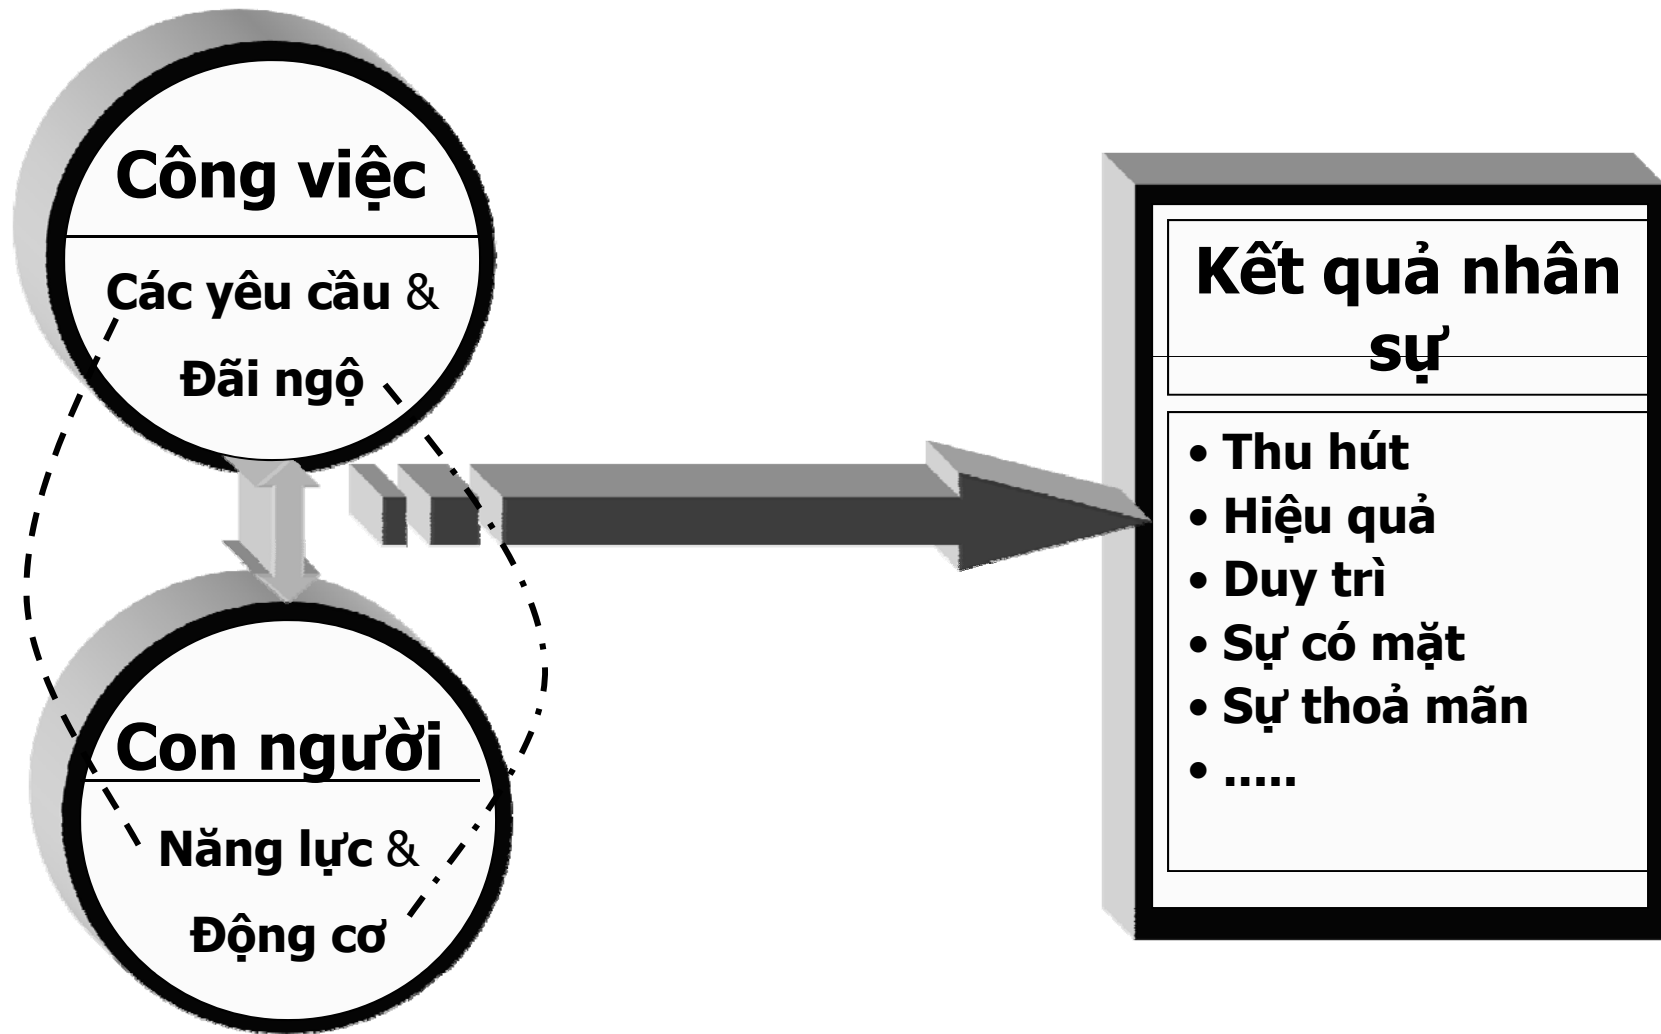 Công việc
Các yêu cầu &
Đãi ngộ
Con người
Năng lực &
Động cơ
Kết quả nhân
sự
• Thu hút
• Hiệu quả
• Duy trì
• Sự có mặt
• Sự thoả mãn
• .....